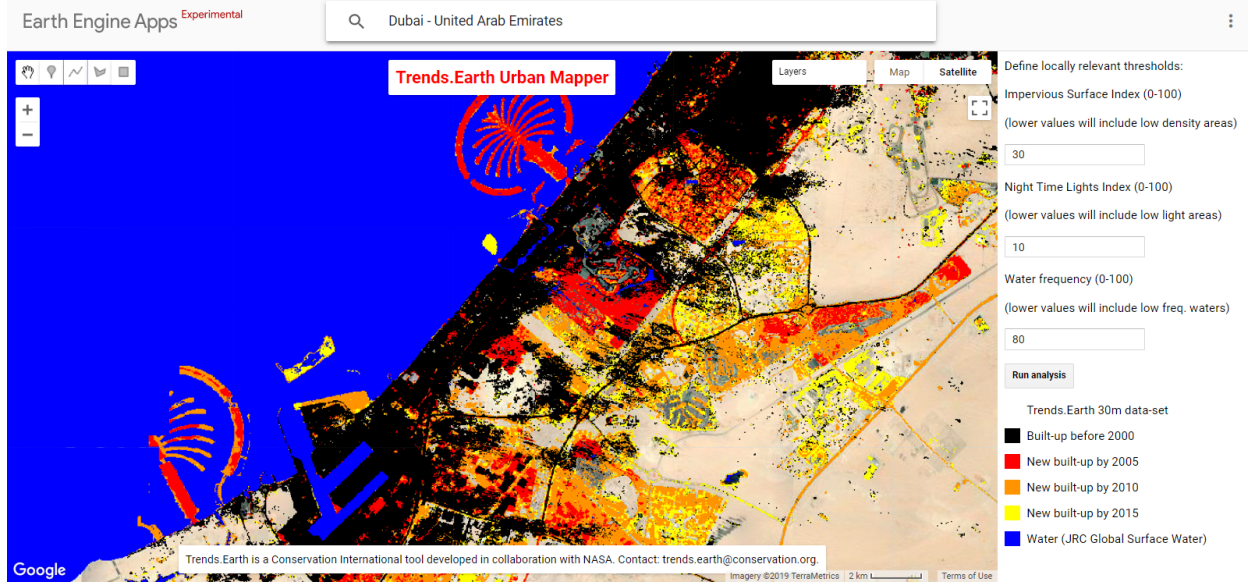 Earth Engine Apps Experimental
Dubai - United Arab Emirates
Trends.Earth Urban Mapper
Layers
Map
Satellite
+
−
Define locally relevant thresholds:
Impervious Surface Index (0-100)
(lower values will include low density areas)
30
Night Time Lights Index (0-100)
(lower values will include low light areas)
10
Water frequency (0-100)
(lower values will include low freq. waters)
80
Run analysis
Trends.Earth 30m data-set
Built-up before 2000
New built-up by 2005
New built-up by 2010
New built-up by 2015
Water (JRC Global Surface Water)
Trends.Earth is a Conservation International tool developed in collaboration with NASA. Contact: trends.earth@conservation.org.
Google
Imagery ©2019 TerraMetrics
2 km
Terms of Use